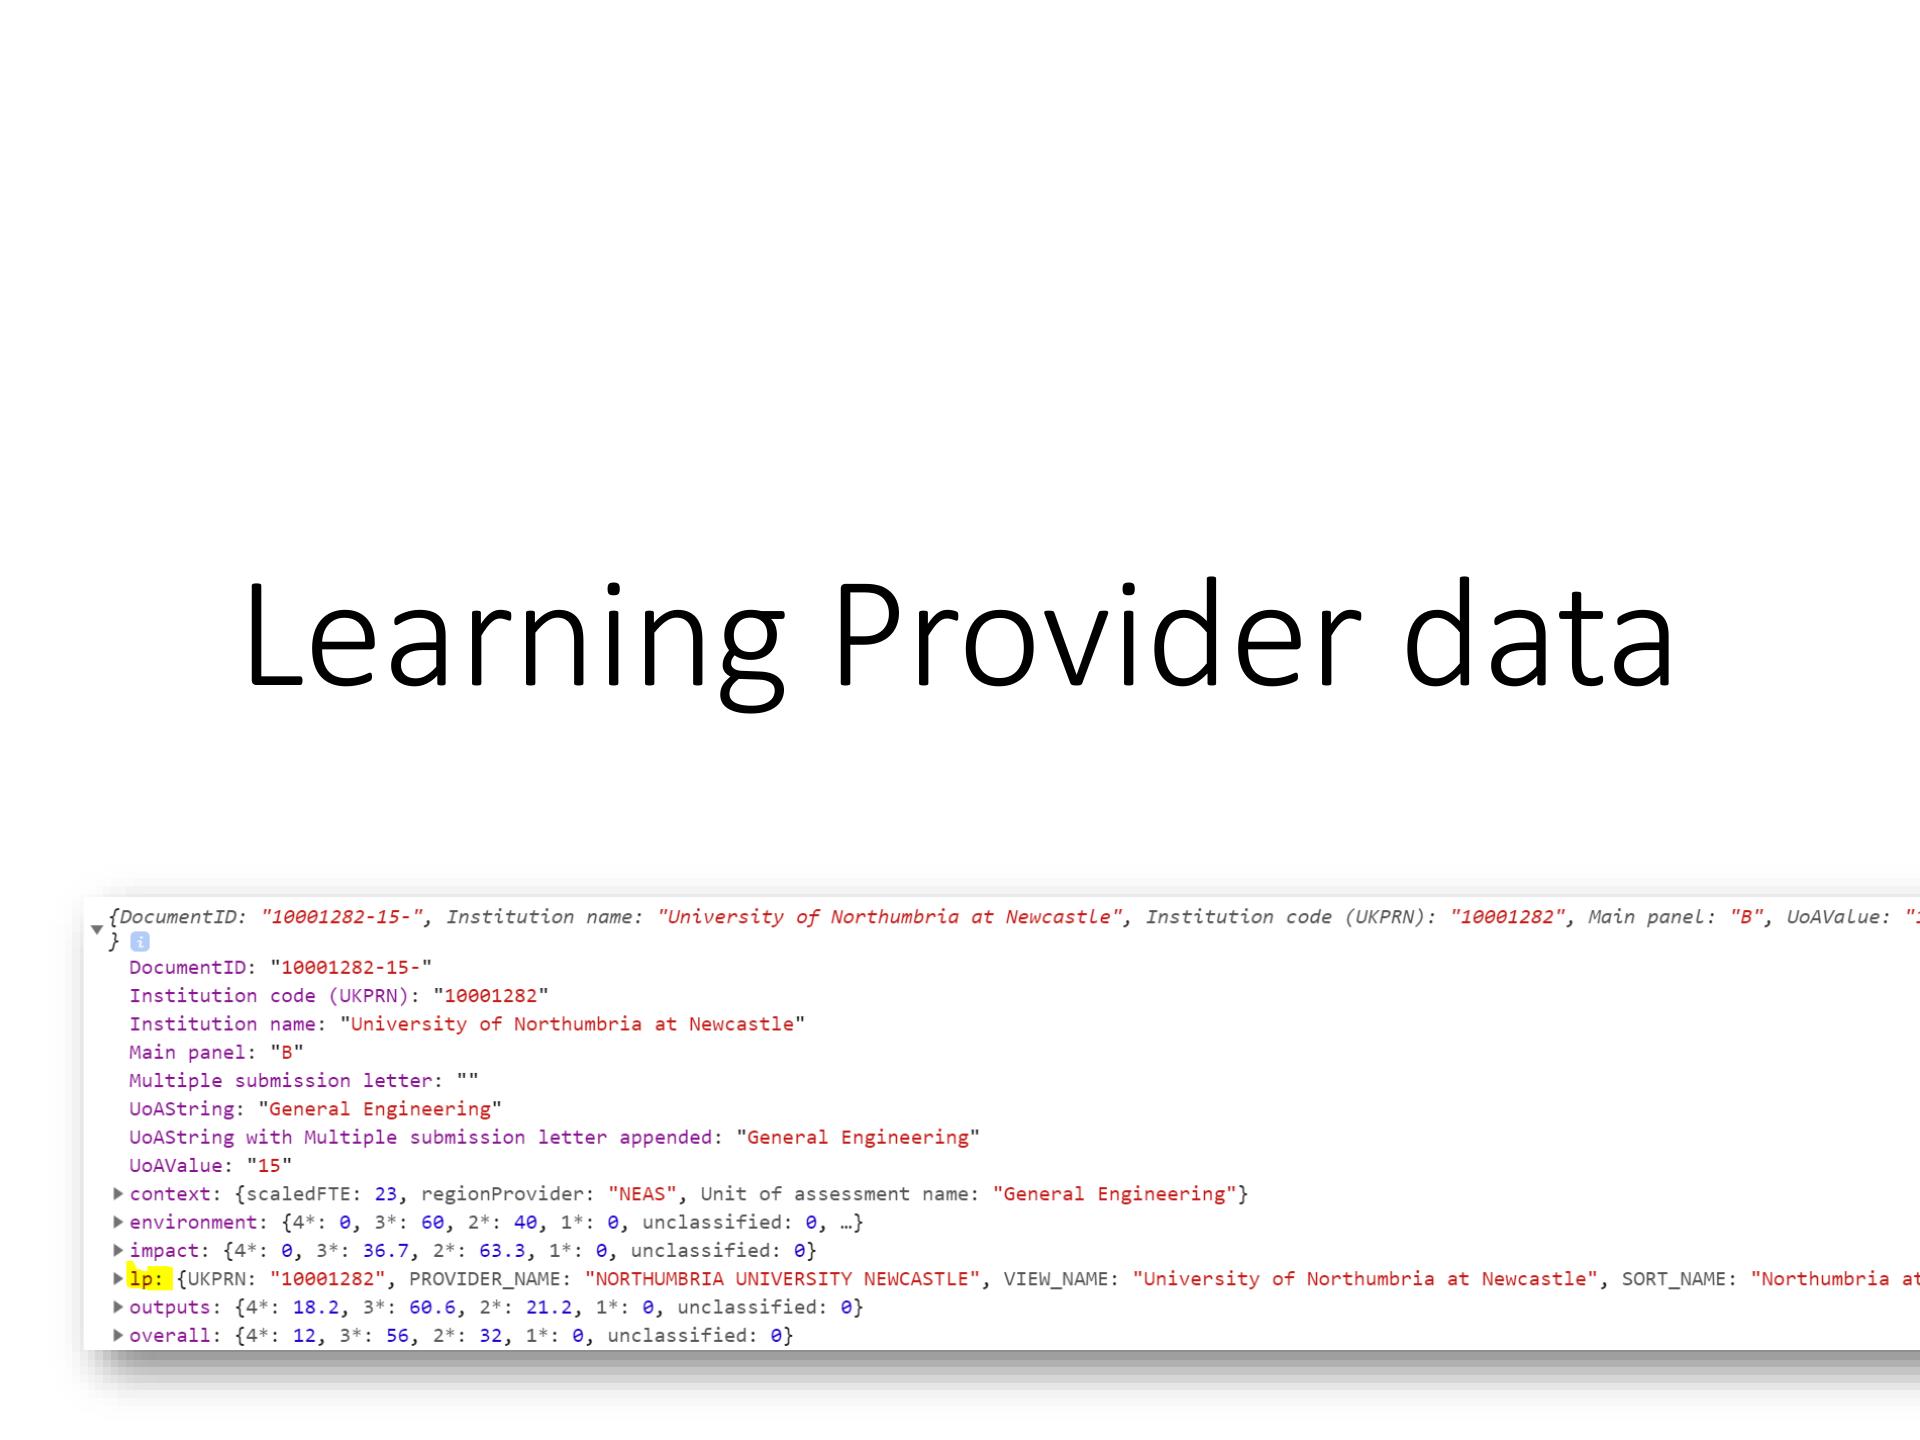 Learning Provider data
{DocumentID: "10001282-15-", Institution name: "University of Northumbria at Newcastle", Institution code (UKPRN): "10001282", Main panel: "B", UoAValue:
} i
DocumentID: "10001282-15-"
Institution code (UKPRN): "10001282"
Institution name: "University of Northumbria at Newcastle"
Main panel: "B"
Multiple submission letter: ""
UoAString: "General Engineering"
UoAString with Multiple submission letter appended: "General Engineering"
UoAValue: "15"
context: {scaledFTE: 23, regionProvider: "NEAS", Unit of assessment name: "General Engineering"}
environment: {4*: 0, 3*: 60, 2*: 40, 1*: 0, unclassified: 0, …}
impact: {4*: 0, 3*: 36.7, 2*: 63.3, 1*: 0, unclassified: 0}
lp: {UKPRN: "10001282", PROVIDER_NAME: "NORTHUMBRIA UNIVERSITY NEWCASTLE", VIEW_NAME: "University of Northumbria at Newcastle", SORT_NAME: "Northumbria at
outputs: {4*: 18.2, 3*: 60.6, 2*: 21.2, 1*: 0, unclassified: 0}
overall: {4*: 12, 3*: 56, 2*: 32, 1*: 0, unclassified: 0}